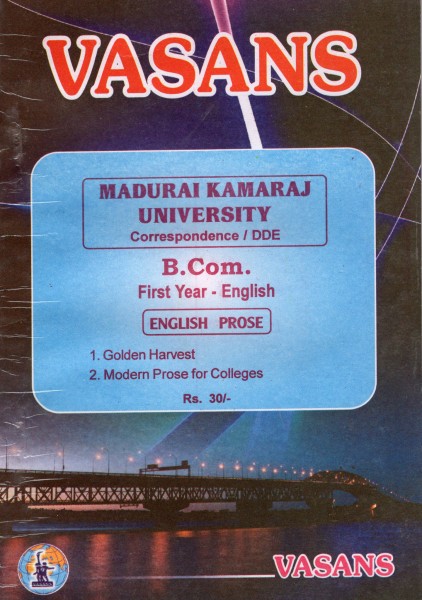 VASANS
MADURAI KAMARAJ
UNIVERSITY
Correspondence / DDE
B.Com.
First Year - English
ENGLISH PROSE
1. Golden Harvest
2. Modern Prose for Colleges
Rs. 30/-
VASANS